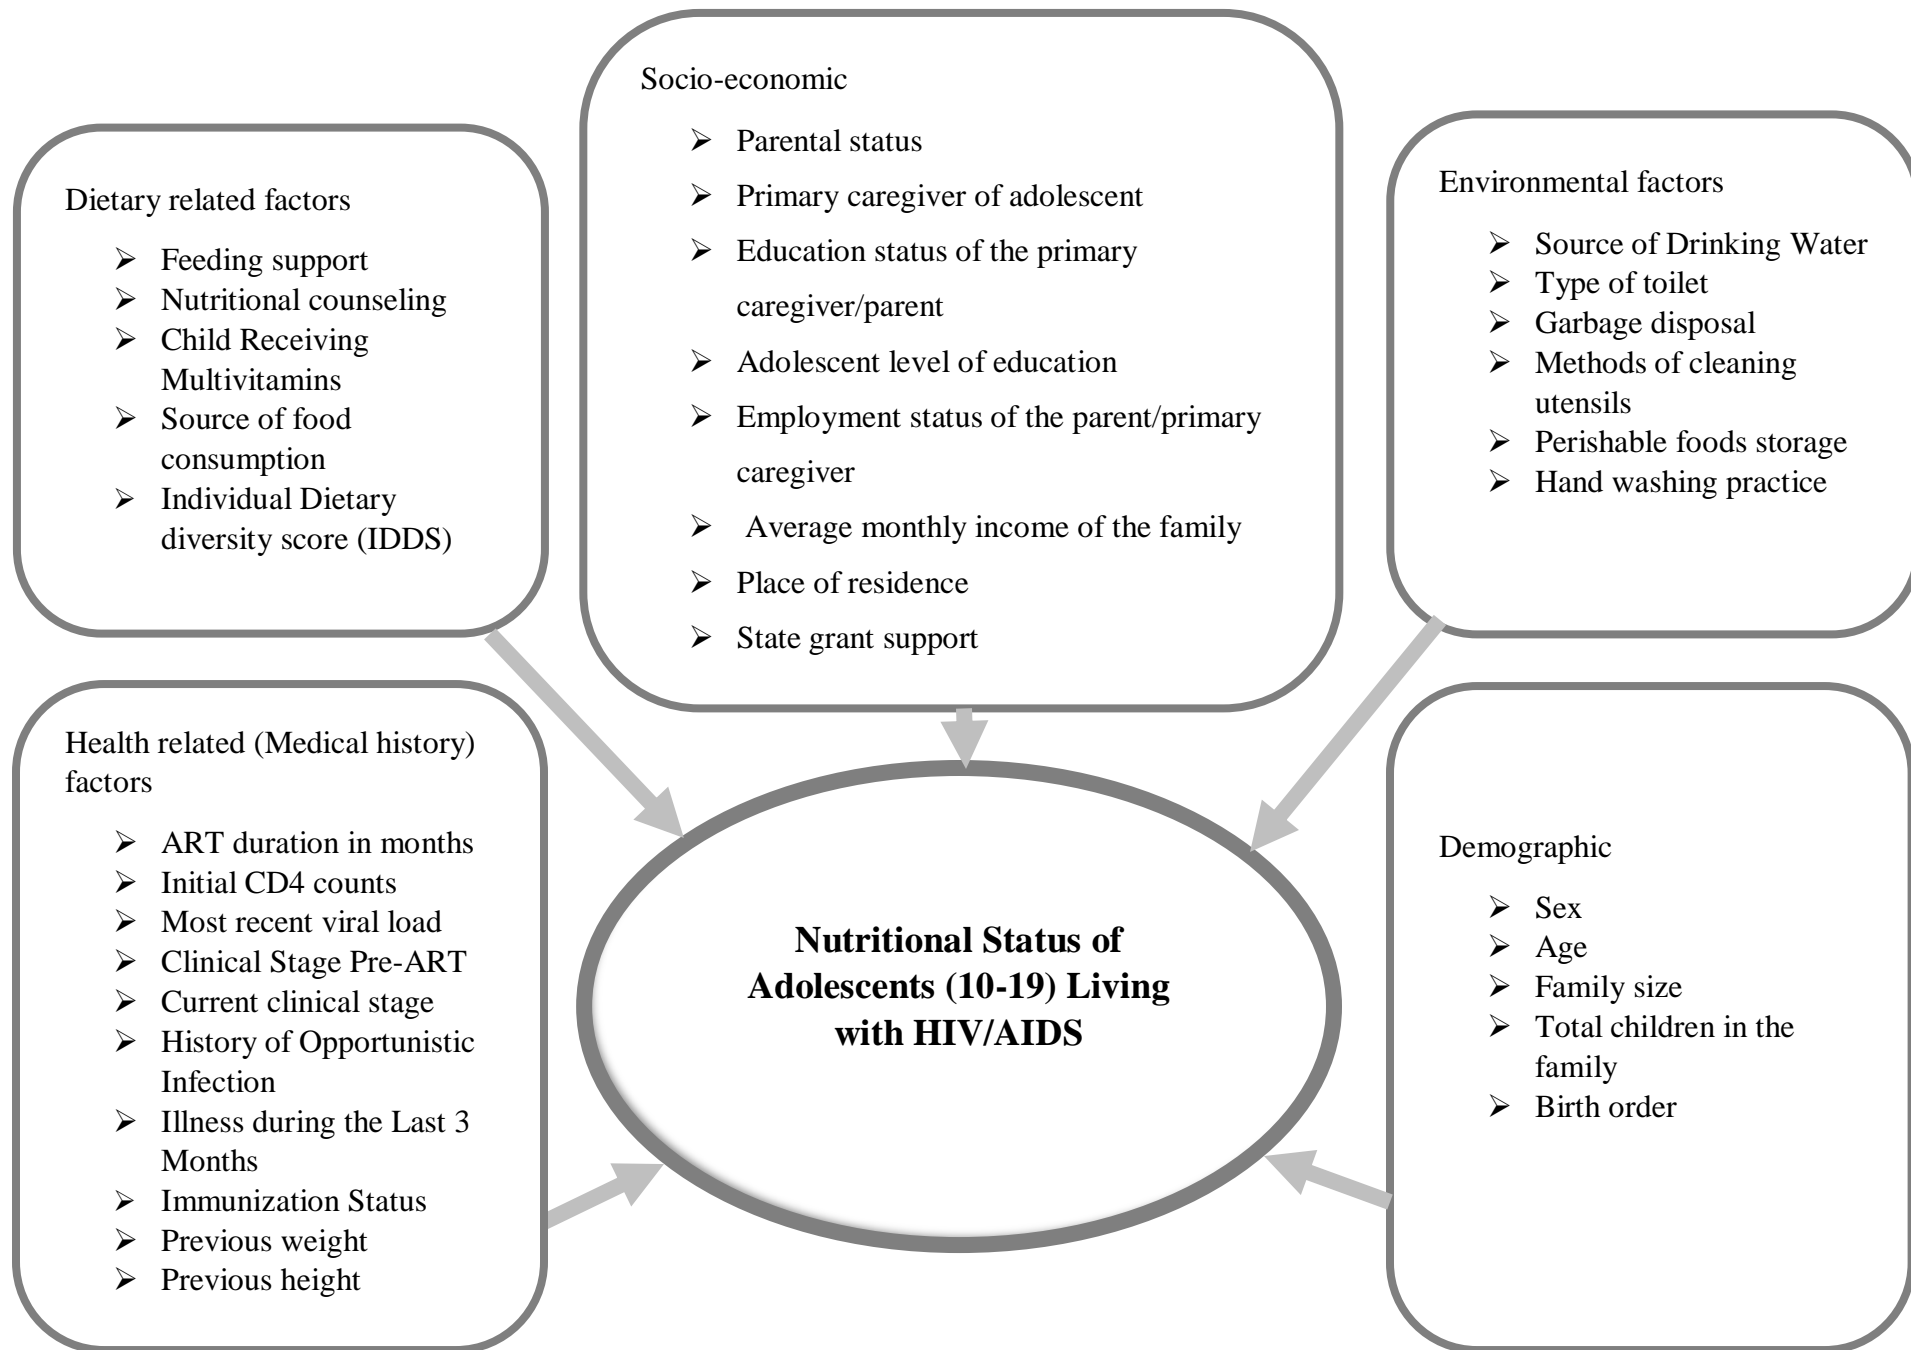 Socio-economic
➢ Parental status
➢ Primary caregiver of adolescent
➢ Education status of the primary
caregiver/parent
➢ Adolescent level of education
➢ Employment status of the parent/primary
caregiver
➢ Average monthly income of the family
➢ Place of residence
➢ State grant support
Dietary related factors
➢ Feeding support
➢ Nutritional counseling
➢ Child Receiving
Multivitamins
➢ Source of food
consumption
➢ Individual Dietary
diversity score (IDDS)
Environmental factors
➢ Source of Drinking Water
➢ Type of toilet
➢ Garbage disposal
➢ Methods of cleaning
utensils
➢ Perishable foods storage
➢ Hand washing practice
Health related (Medical history)
factors
➢ ART duration in months
➢ Initial CD4 counts
➢ Most recent viral load
➢ Clinical Stage Pre-ART
➢ Current clinical stage
➢ History of Opportunistic
Infection
➢ Illness during the Last 3
Months
➢ Immunization Status
➢ Previous weight
➢ Previous height
Nutritional Status of
Adolescents (10-19) Living
with HIV/AIDS
Demographic
➢ Sex
➢ Age
➢ Family size
➢ Total children in the
family
➢ Birth order